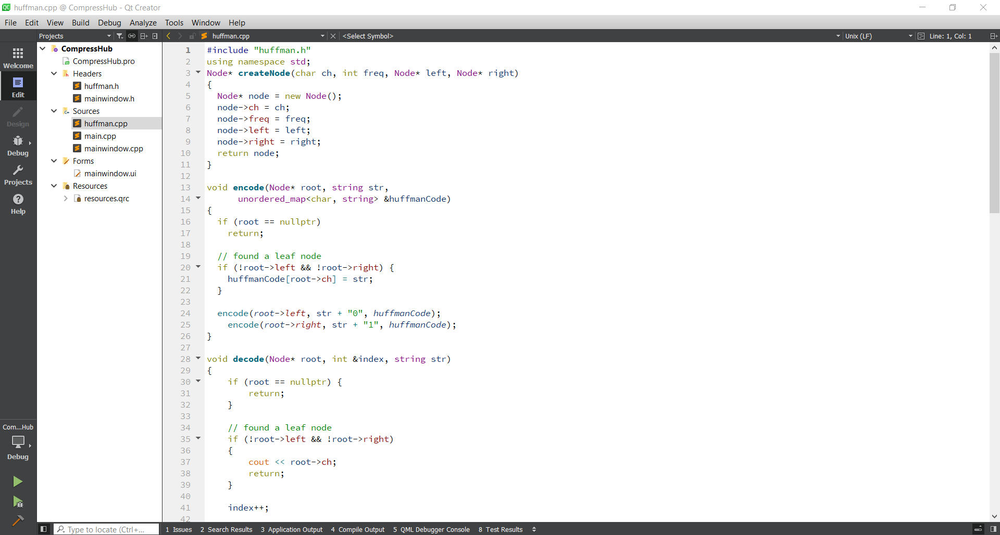 huffman.cpp @ CompressHub - Qt Creator
File Edit View Build Debug Analyze Tools Window Help
Projects huffman.cpp <Select Symbol> Unix (LF) Line: 1, Col: 1
Welcome
Edit
Design
Debug
Projects
Help
Com...Hub
Debug
CompressHub
CompressHub.pro
Headers
huffman.h
mainwindow.h
Sources
huffman.cpp
main.cpp
mainwindow.cpp
Forms
mainwindow.ui
Resources
resources.qrc
1 #include "huffman.h"
2 using namespace std;
3 Node* createNode(char ch, int freq, Node* left, Node* right)
4 {
5   Node* node = new Node();
6   node->ch = ch;
7   node->freq = freq;
8   node->left = left;
9   node->right = right;
10   return node;
11 }
12
13 void encode(Node* root, string str,
14       unordered_map<char, string> &huffmanCode)
15 {
16   if (root == nullptr)
17     return;
18
19   // found a leaf node
20   if (!root->left && !root->right) {
21     huffmanCode[root->ch] = str;
22   }
23
24   encode(root->left, str + "0", huffmanCode);
25     encode(root->right, str + "1", huffmanCode);
26 }
27
28 void decode(Node* root, int &index, string str)
29 {
30     if (root == nullptr) {
31         return;
32     }
33
34     // found a leaf node
35     if (!root->left && !root->right)
36     {
37         cout << root->ch;
38         return;
39     }
40
41     index++;
42
Type to locate (Ctrl+... 1 Issues 2 Search Results 3 Application Output 4 Compile Output 5 QML Debugger Console 8 Test Results